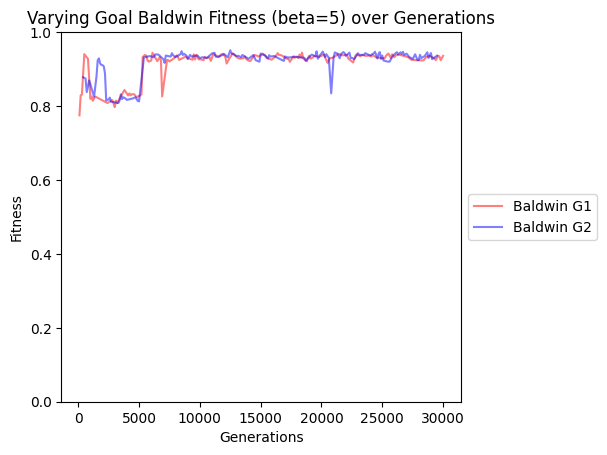 Varying Goal Baldwin Fitness (beta=5) over Generations
1.0
0.8
0.6
0.4
0.2
0.0
Fitness
0 5000 10000 15000 20000 25000 30000
Generations
Baldwin G1
Baldwin G2